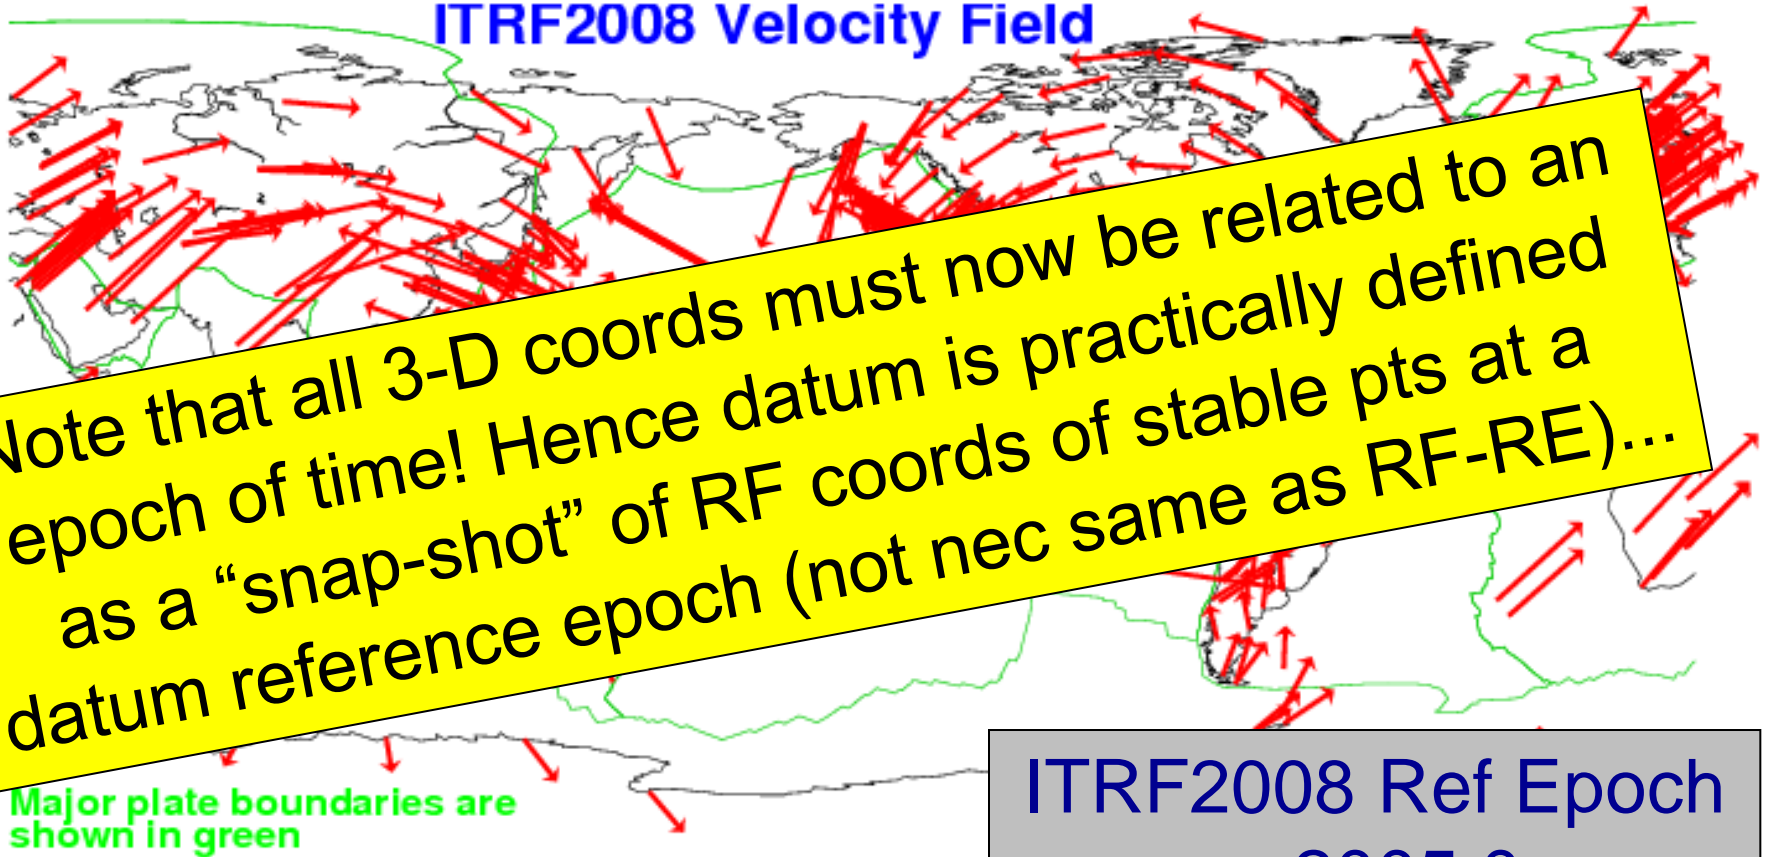 ITRF2008 Velocity Field
Note that all 3-D coords must now be related to an
epoch of time! Hence datum is practically defined
as a “snap-shot” of RF coords of stable pts at a
datum reference epoch (not nec same as RF-RE)...
Major plate boundaries are
shown in green
ITRF2008 Ref Epoch